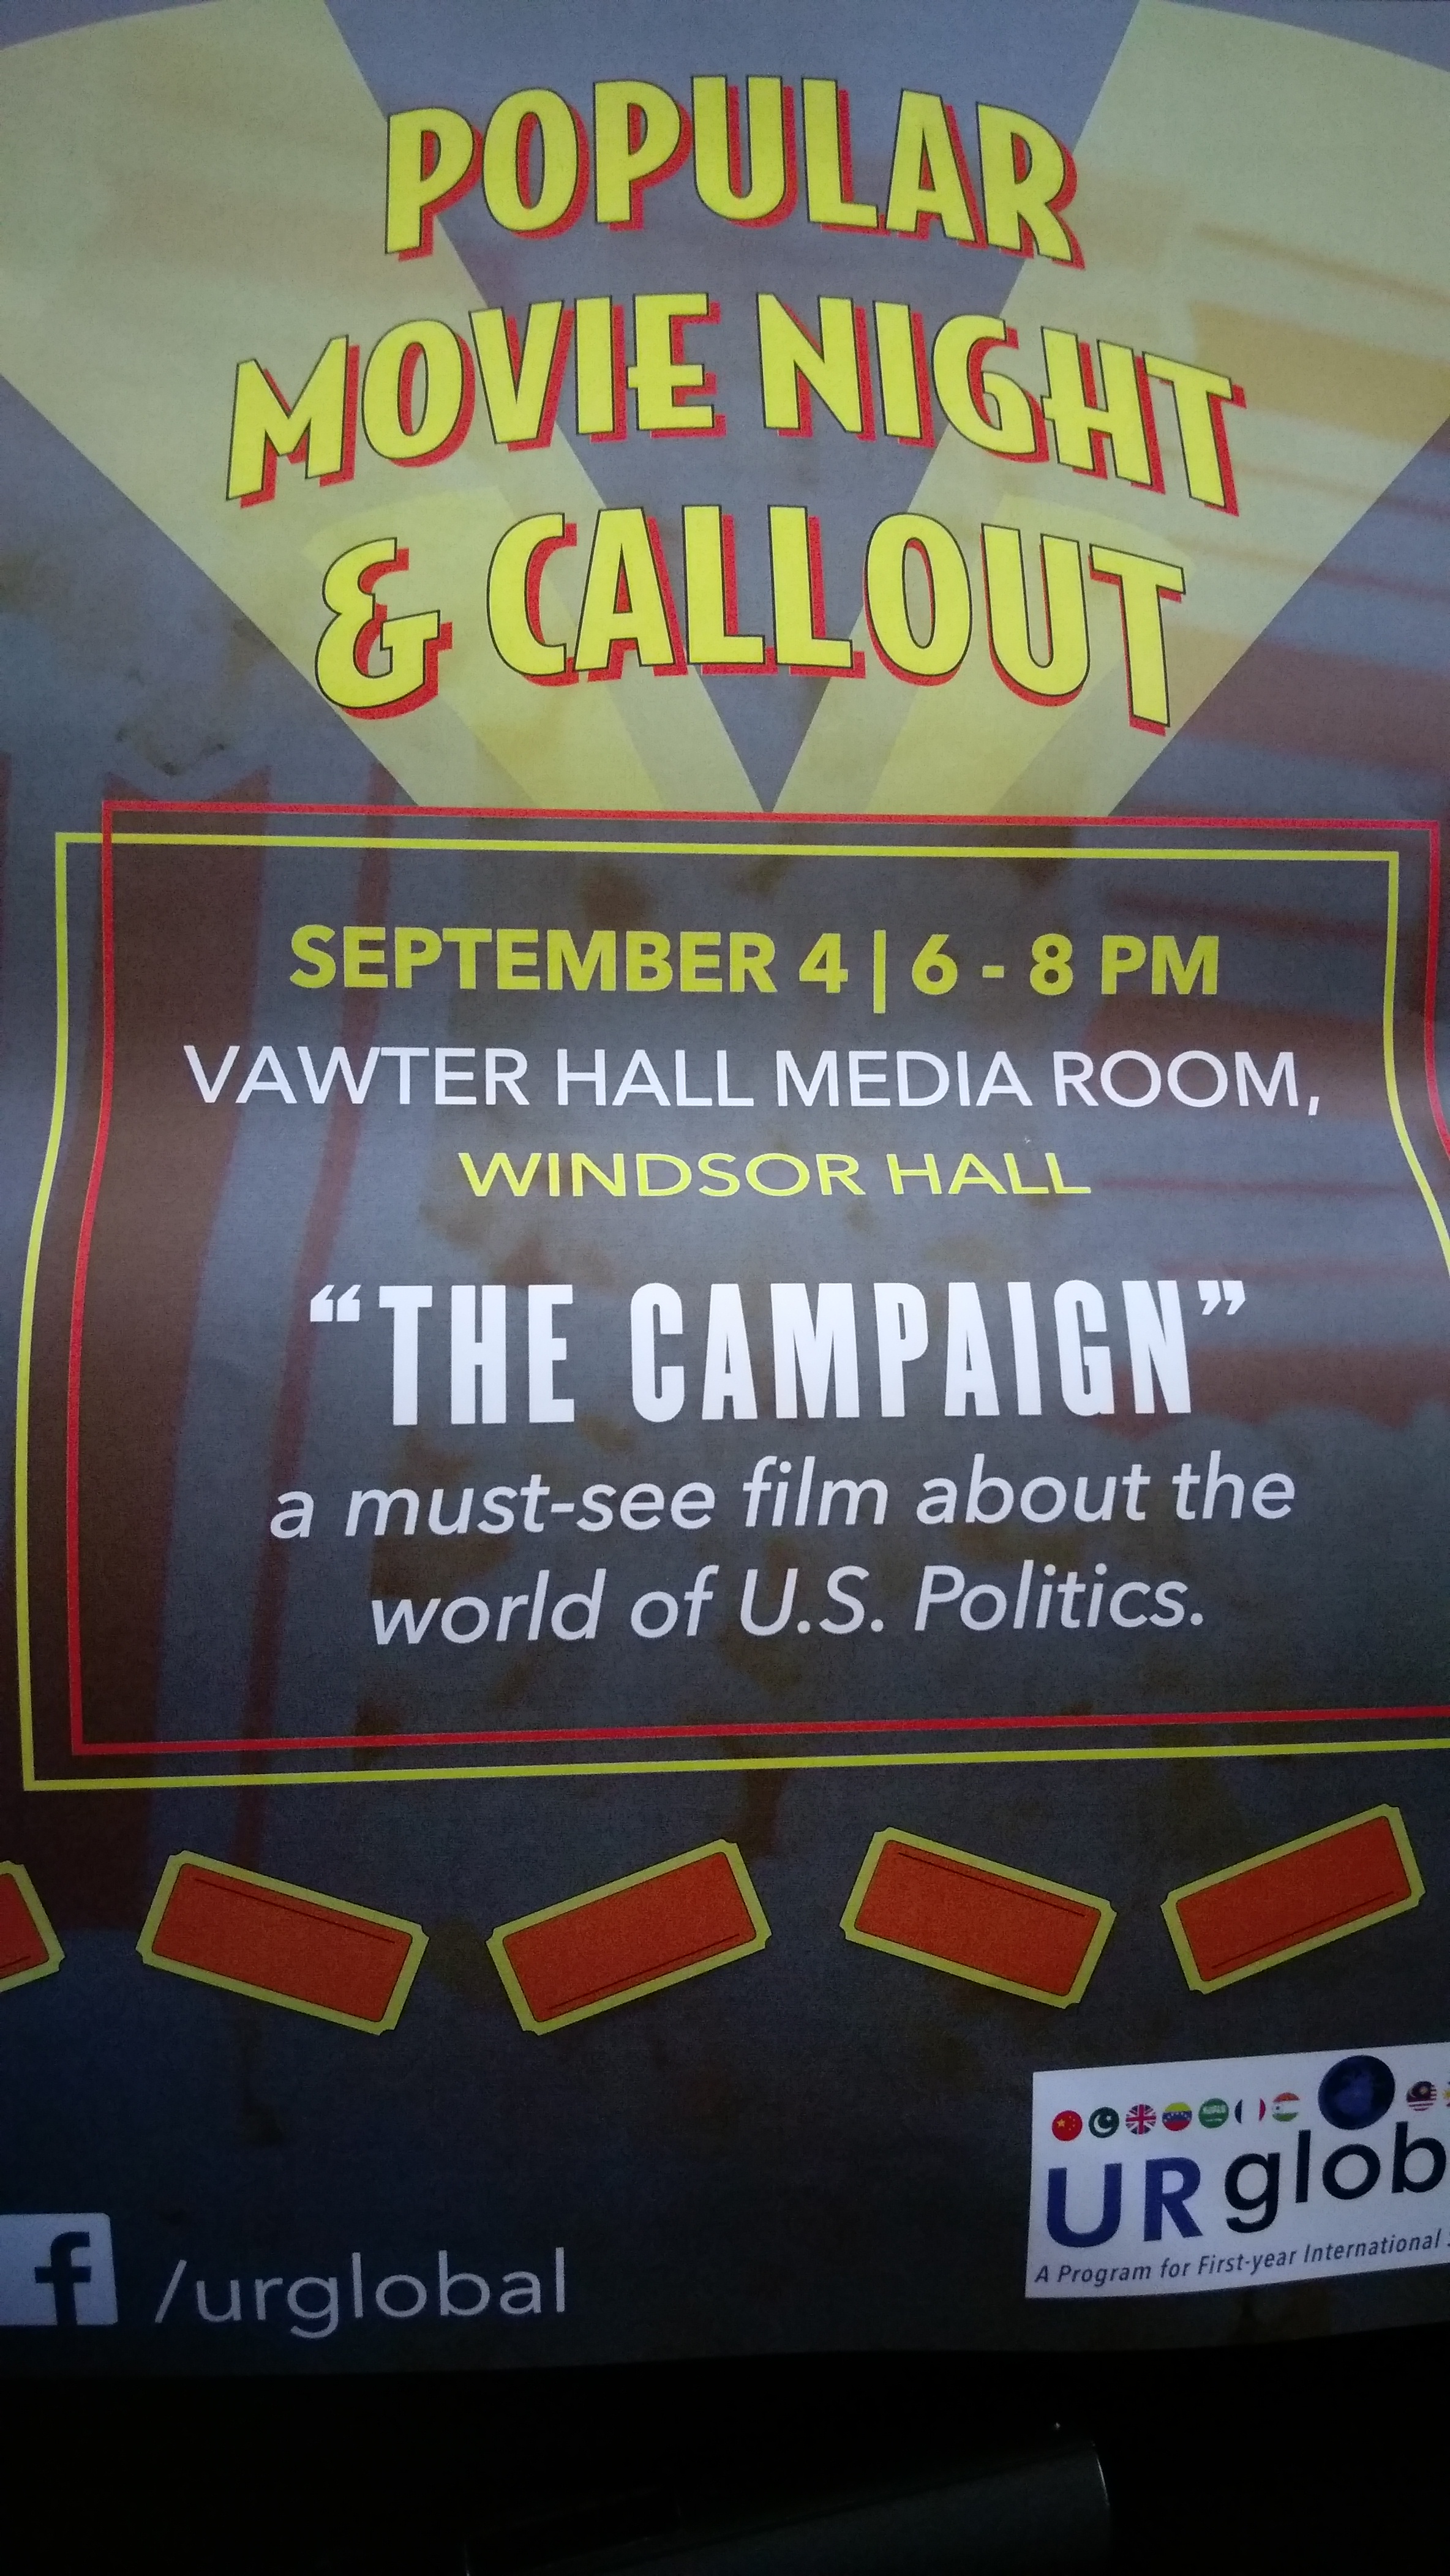 POPULAR
MOVIE NIGHT
& CALLOUT
SEPTEMBER 4 | 6 - 8 PM
VAWTER HALL MEDIA ROOM,
WINDSOR HALL
“THE CAMPAIGN”
a must-see film about the
world of U.S. Politics.
f /urglobal
UR glob
A Program for First-year International